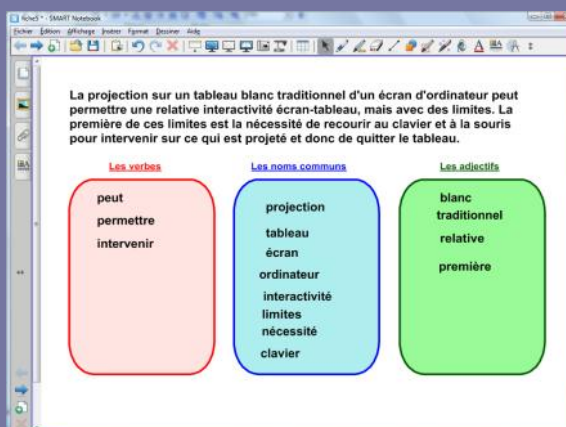 fiche5 * - SMART Notebook
Fichier Edition Affichage Insérer Format Dessiner Aide
La projection sur un tableau blanc traditionnel d'un écran d'ordinateur peut
permettre une relative interactivité écran-tableau, mais avec des limites. La
première de ces limites est la nécessité de recourir au clavier et à la souris
pour intervenir sur ce qui est projeté et donc de quitter le tableau.
Les verbes
peut
permettre
intervenir
Les noms communs
projection
tableau
écran
ordinateur
interactivité
limites
nécessité
clavier
Les adjectifs
blanc
traditionnel
relative
première